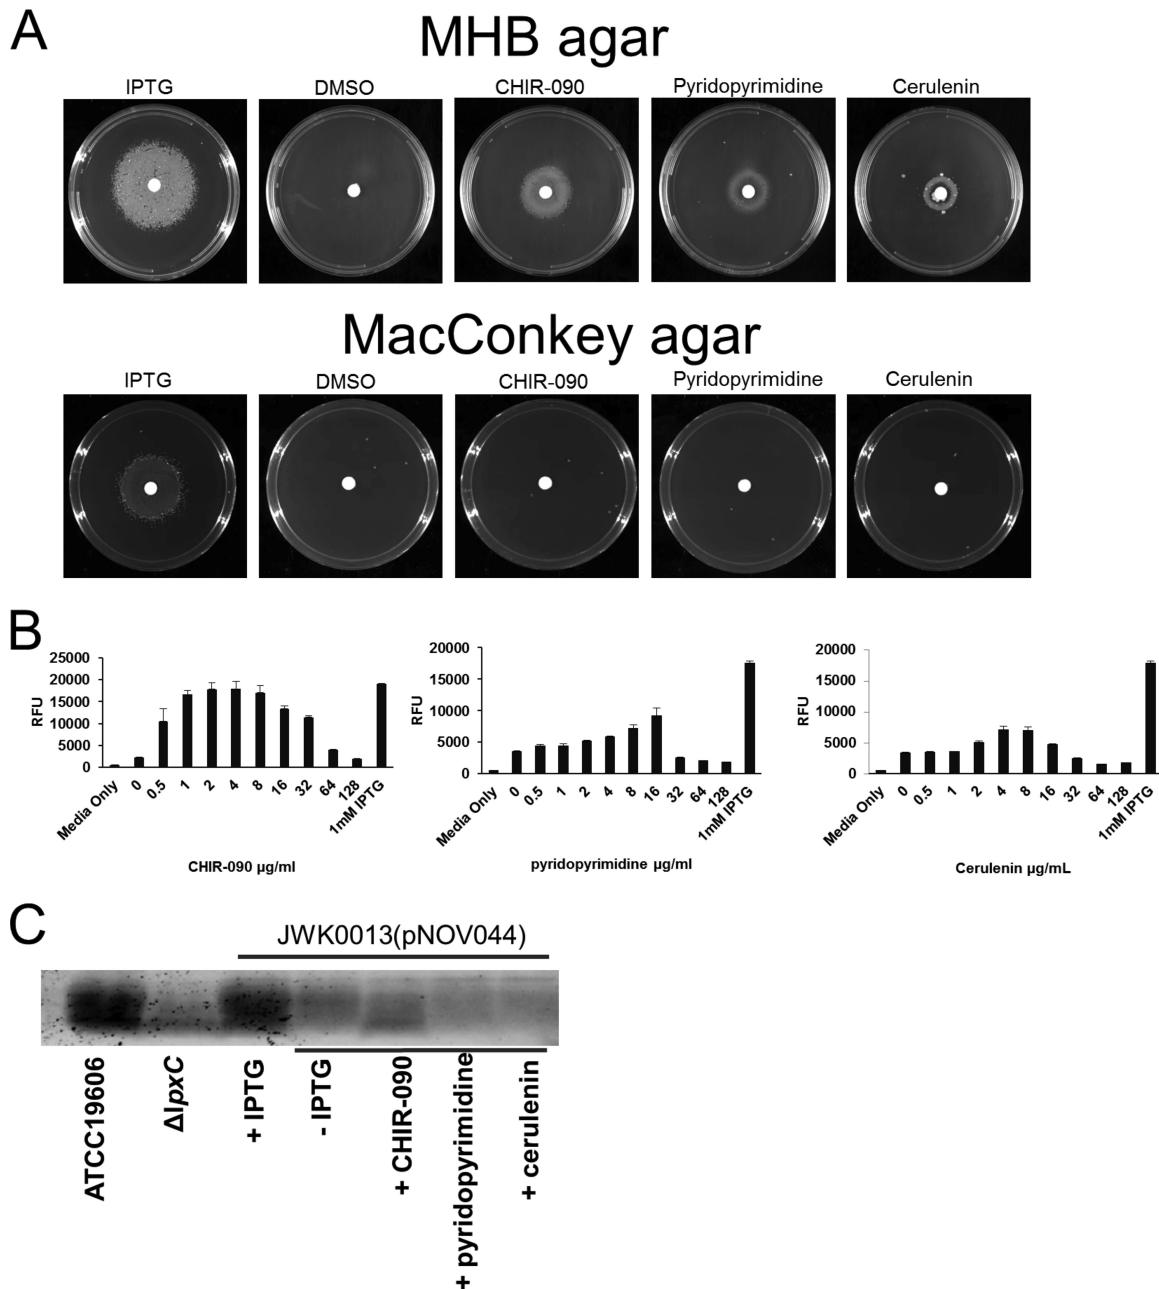 A
MHB agar
IPTG DMSO CHIR-090 Pyridopyrimidine Cerulenin
MacConkey agar
IPTG DMSO CHIR-090 Pyridopyrimidine Cerulenin
B
25000
20000
15000
10000
5000
0
RFU
Media Only 0 0.5 1 2 4 8 16 32 64 128 1mM IPTG
CHIR-090 µg/ml
20000
15000
10000
5000
0
RFU
Media Only 0 0.5 1 2 4 8 16 32 64 128 1mM IPTG
pyridopyrimidine µg/ml
20000
15000
10000
5000
0
RFU
Media Only 0 0.5 1 2 4 8 16 32 64 128 1mM IPTG
Cerulenin µg/mL
C
JWK0013(pNOV044)
ATCC19606
ΔlpxC
+ IPTG
- IPTG
+ CHIR-090
+ pyridopyrimidine
+ cerulenin